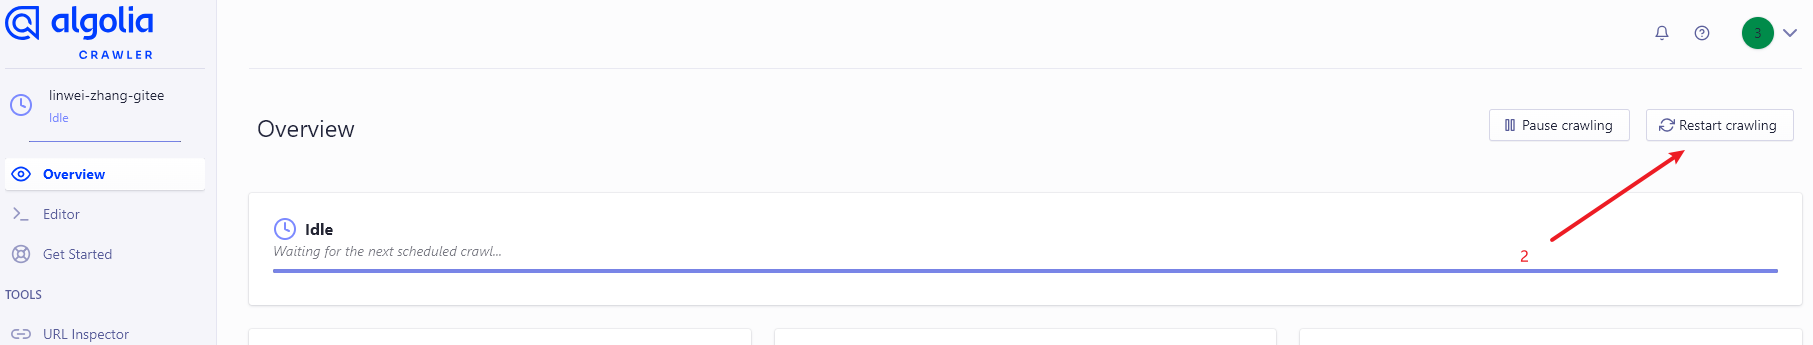 algolia
CRAWLER
linwei-zhang-gitee
Idle
Overview
Editor
Get Started
TOOLS
URL Inspector
3
Overview
Pause crawling
Restart crawling
Idle
Waiting for the next scheduled crawl...
2